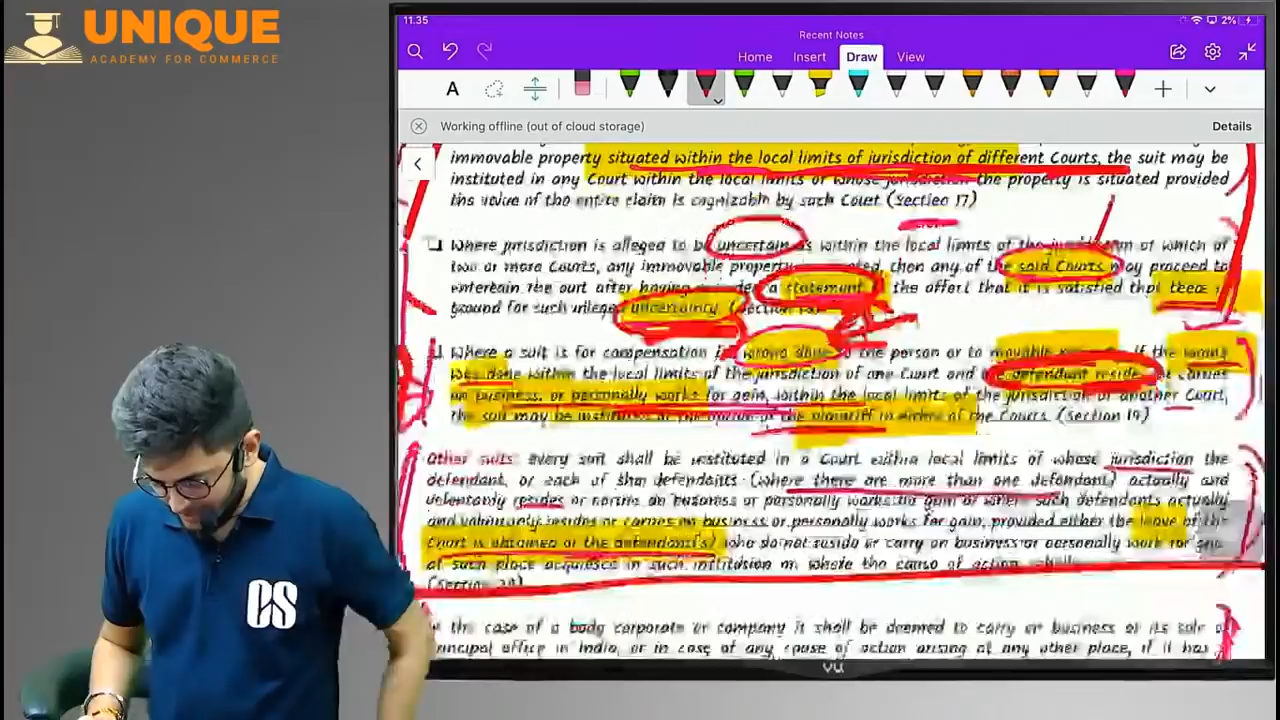 UNIQUE
ACADEMY FOR COMMERCE
11.35
2%
Recent Notes
Home Insert Draw View
A
Working offline (out of cloud storage) Details
immovable property situated within the local limits of jurisdiction of different Courts, the suit may be
instituted in any Court within the local limits of whose jurisdiction the property is situated provided
the value of the entire claim is cognizable by such Court (Section 17)
Where jurisdiction is alleged to be uncertain as within the local limits of the jurisdiction of which of
two or more Courts, any immovable property then any of the said Courts may proceed to
entertain the suit after having a statement the effect that it is satisfied that there
ground for such alleged uncertainty. (Section
Where a suit is for compensation wrong done the person or to movable if the wrong
was done within the local limits of the jurisdiction of any Court and the defendant reside carries
on business, or personally works for gain, within the local limits of the jurisdiction of another Court,
the suit may be instituted at the option of the plaintiff in either of the Courts. (Section 19)
Other suits every suit shall be instituted in a Court within local limits of whose jurisdiction the
defendant, or each of the defendants (where there are more than one defendant) actually and
voluntarily resides or business or personally works for gain or such defendants actually
and voluntarily resides or carries on business or personally works for gain, provided either the leave of the
Court is obtained or the defendant(s) who do not reside or carry on business or personally work for gain
at such place acquiesce in such institution where the cause of action
(Section 20)
the case of a body corporate or company it shall be deemed to carry on business at its sole or
principal office in India, or in case of any cause of action arising at any other place, if it has
VU
CS